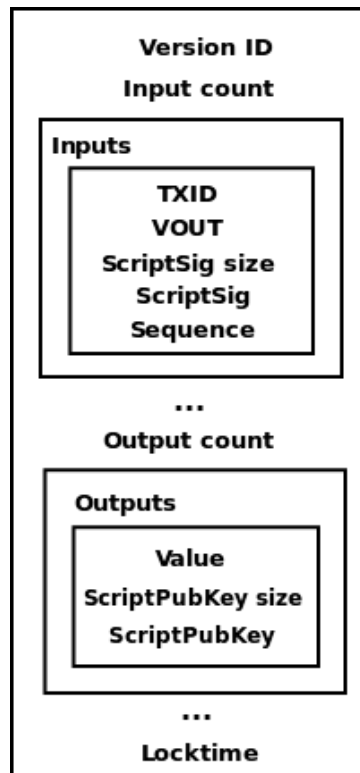 Version ID
Input count
Inputs
TXID
VOUT
ScriptSig size
ScriptSig
Sequence
...
Output count
Outputs
Value
ScriptPubKey size
ScriptPubKey
...
Locktime